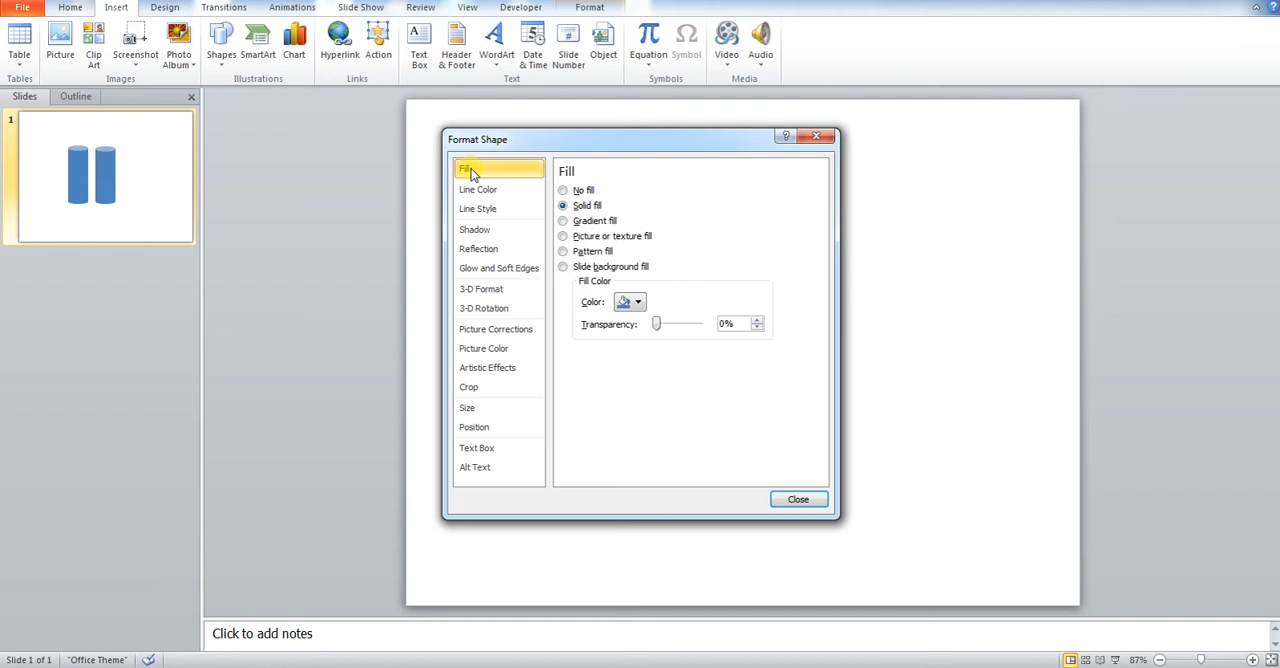 File Home Insert Design Transitions Animations Slide Show Review View Developer Format
Table Picture Clip Art Screenshot Photo Album Shapes SmartArt Chart Hyperlink Action Text Box Header & Footer WordArt Date & Time Slide Number Object Equation Symbol Video Audio
Tables Images Illustrations Links Text Symbols Media
Slides Outline
1
Format Shape
Fill
Line Color
Line Style
Shadow
Reflection
Glow and Soft Edges
3-D Format
3-D Rotation
Picture Corrections
Picture Color
Artistic Effects
Crop
Size
Position
Text Box
Alt Text
Fill
No fill
Solid fill
Gradient fill
Picture or texture fill
Pattern fill
Slide background fill
Fill Color
Color:
Transparency: 0%
Close
Click to add notes
Slide 1 of 1 "Office Theme" 87%